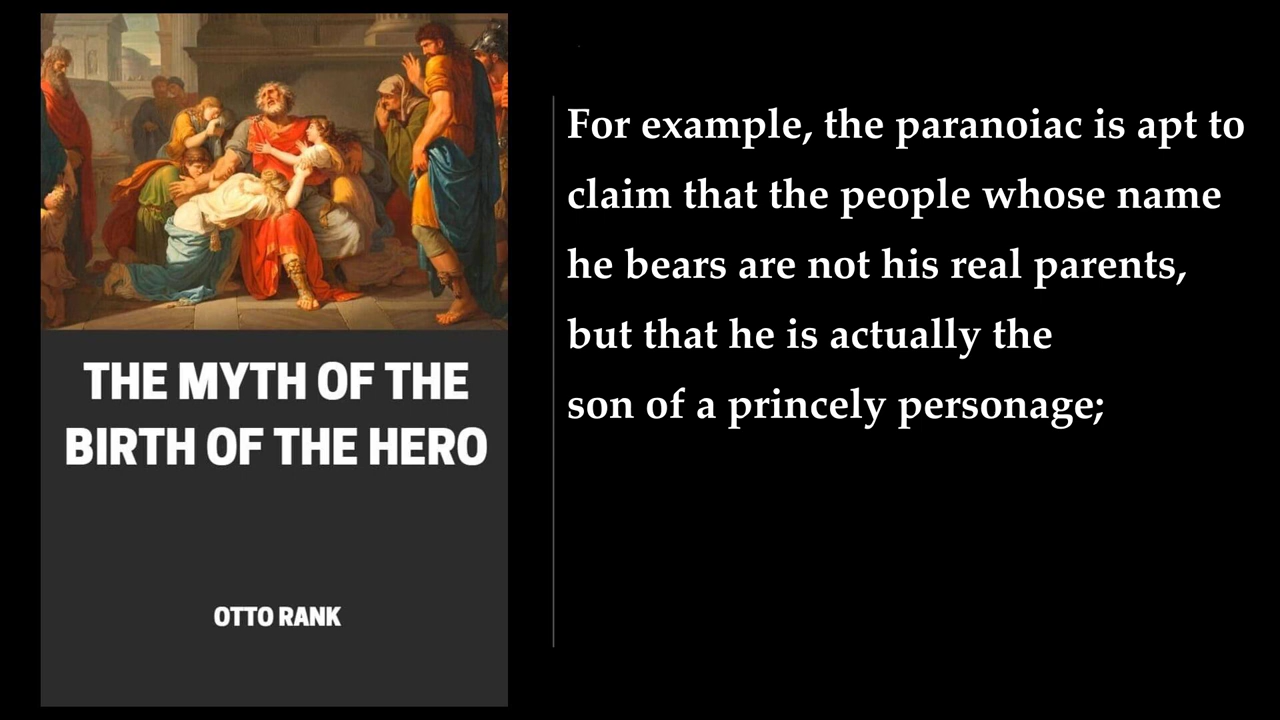 THE MYTH OF THE
BIRTH OF THE HERO
OTTO RANK
For example, the paranoiac is apt to
claim that the people whose name
he bears are not his real parents,
but that he is actually the
son of a princely personage;